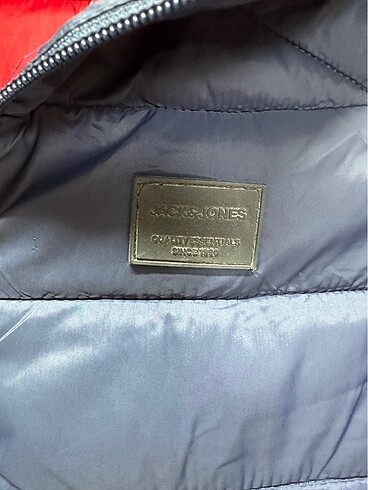 JACK&JONES
QUALITY ESSENTIALS
SINCE 1990